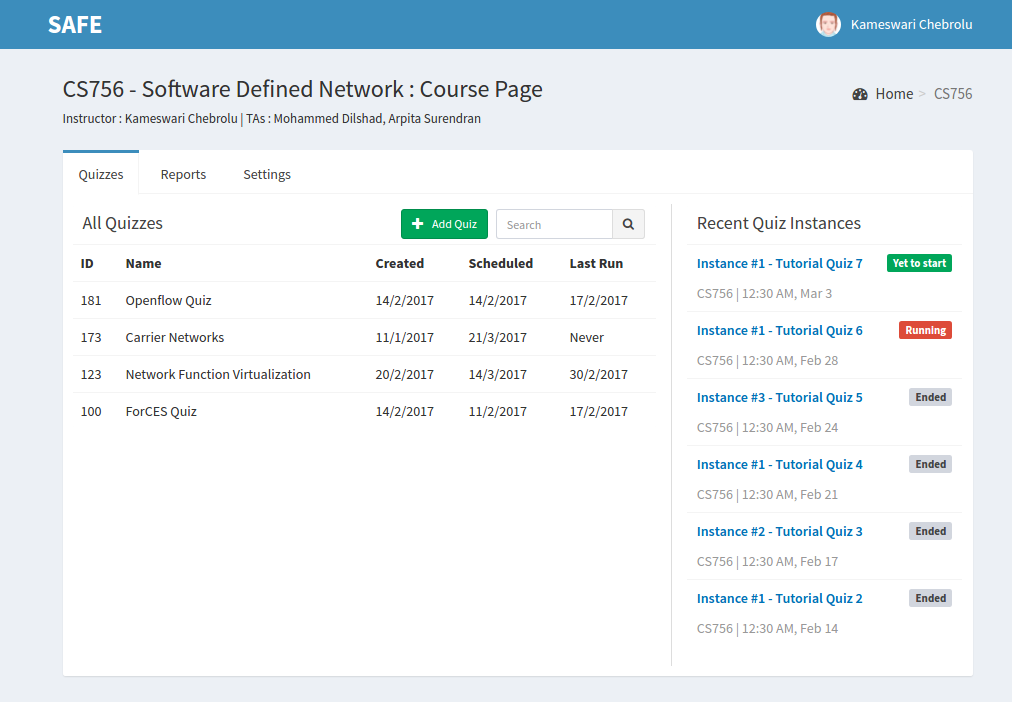 SAFE
Kameswari Chebrolu
CS756 - Software Defined Network : Course Page
Home > CS756
Instructor : Kameswari Chebrolu | TAs : Mohammed Dilshad, Arpita Surendran
Quizzes Reports Settings
All Quizzes
Add Quiz
Search
ID Name Created Scheduled Last Run
181 Openflow Quiz 14/2/2017 14/2/2017 17/2/2017
173 Carrier Networks 11/1/2017 21/3/2017 Never
123 Network Function Virtualization 20/2/2017 14/3/2017 30/2/2017
100 ForCES Quiz 14/2/2017 11/2/2017 17/2/2017
Recent Quiz Instances
Instance #1 - Tutorial Quiz 7 Yet to start
CS756 | 12:30 AM, Mar 3
Instance #1 - Tutorial Quiz 6 Running
CS756 | 12:30 AM, Feb 28
Instance #3 - Tutorial Quiz 5 Ended
CS756 | 12:30 AM, Feb 24
Instance #1 - Tutorial Quiz 4 Ended
CS756 | 12:30 AM, Feb 21
Instance #2 - Tutorial Quiz 3 Ended
CS756 | 12:30 AM, Feb 17
Instance #1 - Tutorial Quiz 2 Ended
CS756 | 12:30 AM, Feb 14